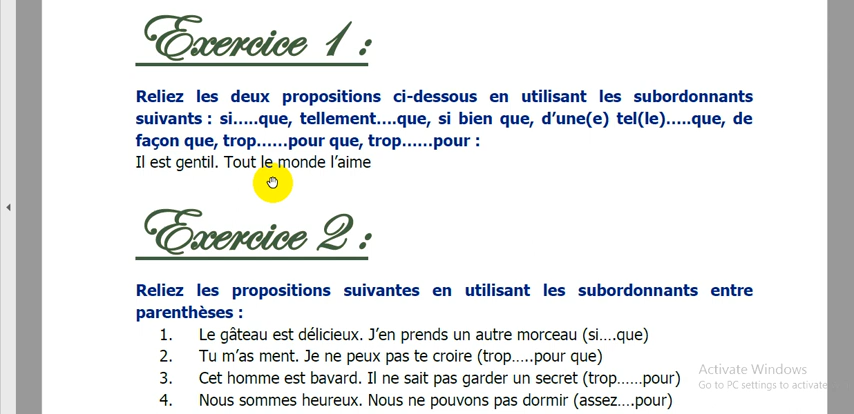 Exercice 1 :
Reliez les deux propositions ci-dessous en utilisant les subordonnants
suivants : si.....que, tellement....que, si bien que, d’une(e) tel(le).....que, de
façon que, trop......pour que, trop......pour :
Il est gentil. Tout le monde l’aime
Exercice 2 :
Reliez les propositions suivantes en utilisant les subordonnants entre
parenthèses :
1. Le gâteau est délicieux. J’en prends un autre morceau (si....que)
2. Tu m’as ment. Je ne peux pas te croire (trop.....pour que)
3. Cet homme est bavard. Il ne sait pas garder un secret (trop......pour)
4. Nous sommes heureux. Nous ne pouvons pas dormir (assez....pour)
Activate Windows
Go to PC settings to activate